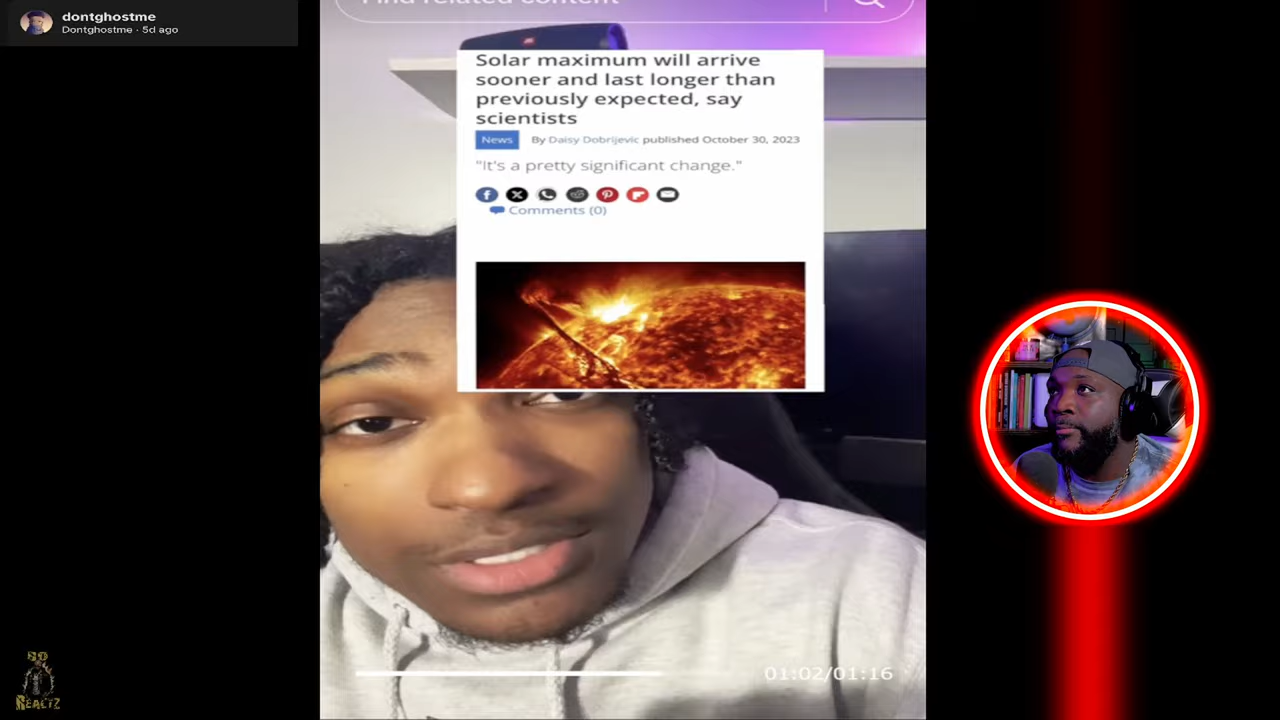 dontghostme
Dontghostme · 5d ago
Find related content
Solar maximum will arrive
sooner and last longer than
previously expected, say
scientists
News By Daisy Dobrijevic published October 30, 2023
"It's a pretty significant change."
Comments (0)
01:02/01:16
SD
REACTZ